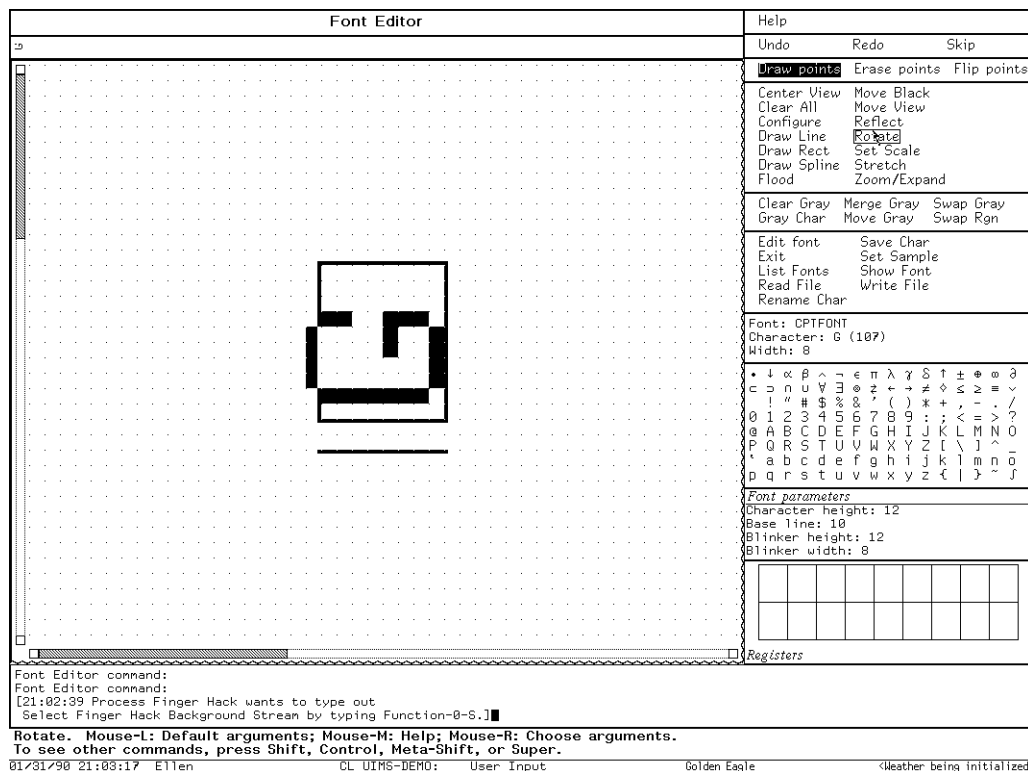 Font Editor
Help
Undo Redo Skip
Draw points Erase points Flip points
Center View Move Black
Clear All Move View
Configure Reflect
Draw Line Rotate
Draw Rect Set Scale
Draw Spline Stretch
Flood Zoom/Expand
Clear Gray Merge Gray Swap Gray
Gray Char Move Gray Swap Rgn
Edit font Save Char
Exit Set Sample
List Fonts Show Font
Read File Write File
Rename Char
Font: CPTFONT
Character: G (107)
Width: 8
· ↓ α β ^ ¬ ε π λ γ δ ↑ ± ⊕ ∞ ∂
⊂ ⊃ ∩ ∪ ∀ ∃ ⊗ ⇄ ← → ≠ ◊ ≤ ≥ ≡ ∨
! " # $ % & ' ( ) * + , - . /
0 1 2 3 4 5 6 7 8 9 : ; < = > ?
@ A B C D E F G H I J K L M N O
P Q R S T U V W X Y Z [ \ ] ^ _
` a b c d e f g h i j k l m n o
p q r s t u v w x y z { | } ~ ∫
Font parameters
Character height: 12
Base line: 10
Blinker height: 12
Blinker width: 8
Registers
Font Editor command:
Font Editor command:
[21:02:39 Process Finger Hack wants to type out
Select Finger Hack Background Stream by typing Function-0-S.]
Rotate. Mouse-L: Default arguments; Mouse-M: Help; Mouse-R: Choose arguments.
To see other commands, press Shift, Control, Meta-Shift, or Super.
01/31/90 21:03:17 Ellen CL UIMS-DEMO: User Input Golden Eagle <Weather being initialized